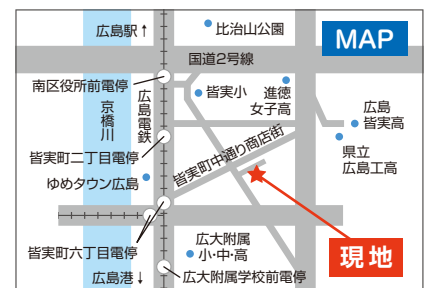 広島駅↑
比治山公園
MAP
国道2号線
南区役所前電停
京橋川
広島電鉄
皆実小
進徳
女子高
広島
皆実高
皆実町二丁目電停
皆実町中通り商店街
県立
広島工高
ゆめタウン広島
皆実町六丁目電停
広大附属
小・中・高
現地
広島港↓
広大附属学校前電停